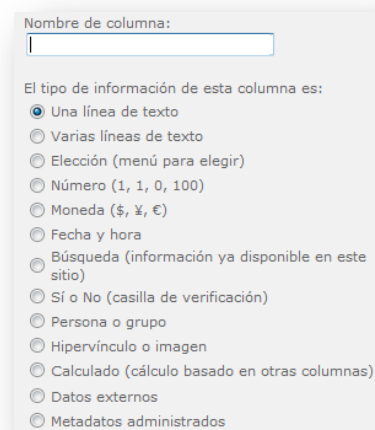 Nombre de columna:
El tipo de información de esta columna es:
Una línea de texto
Varias líneas de texto
Elección (menú para elegir)
Número (1, 1, 0, 100)
Moneda ($, ¥, €)
Fecha y hora
Búsqueda (información ya disponible en este
sitio)
Sí o No (casilla de verificación)
Persona o grupo
Hipervínculo o imagen
Calculado (cálculo basado en otras columnas)
Datos externos
Metadatos administrados